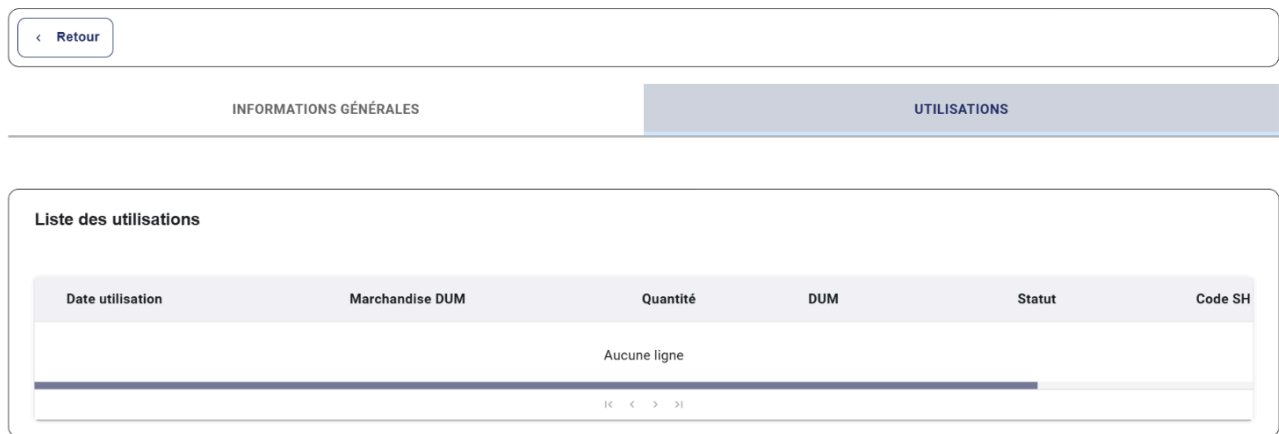 Retour
INFORMATIONS GÉNÉRALES UTILISATIONS
Liste des utilisations
Date utilisation Marchandise DUM Quantité DUM Statut Code SH
Aucune ligne